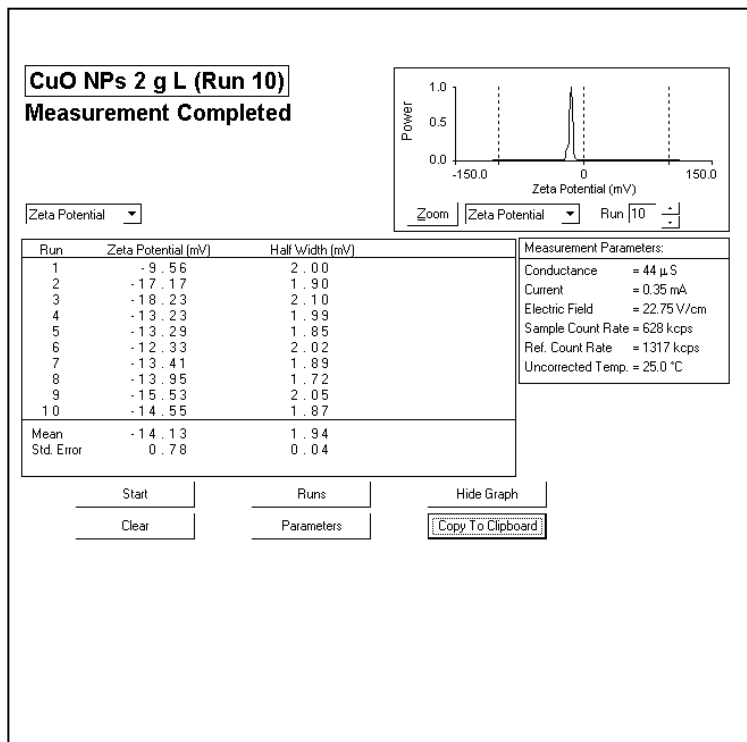 CuO NPs 2 g L (Run 10)
Measurement Completed
Power
1.0
0.5
0.0
-150.0 0 150.0
Zeta Potential (mV)
Zoom Zeta Potential Run 10
Zeta Potential
Run Zeta Potential (mV) Half Width (mV)
1 -9.56 2.00
2 -17.17 1.90
3 -18.23 2.10
4 -13.23 1.99
5 -13.29 1.85
6 -12.33 2.02
7 -13.41 1.89
8 -13.95 1.72
9 -15.53 2.05
10 -14.55 1.87
Mean -14.13 1.94
Std. Error 0.78 0.04
Measurement Parameters:
Conductance = 44 µS
Current = 0.35 mA
Electric Field = 22.75 V/cm
Sample Count Rate = 628 kcps
Ref. Count Rate = 1317 kcps
Uncorrected Temp. = 25.0 °C
Start Runs Hide Graph
Clear Parameters Copy To Clipboard